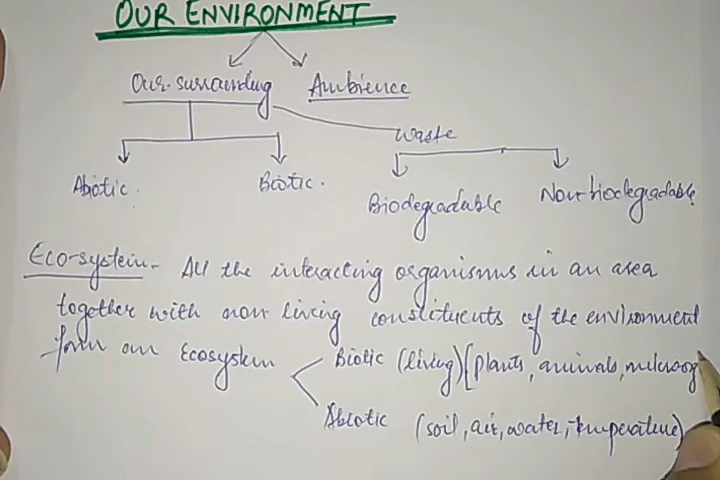 OUR ENVIRONMENT
Our surrounding Ambience
waste
Abiotic. Biotic.
Biodegradable Non-biodegradable
Eco-system - All the interacting organisms in an area
together with non living constituents of the environment
form an Ecosystem
Biotic (living) [plants, animals, microorg
Abiotic (soil, air, water, temperature)